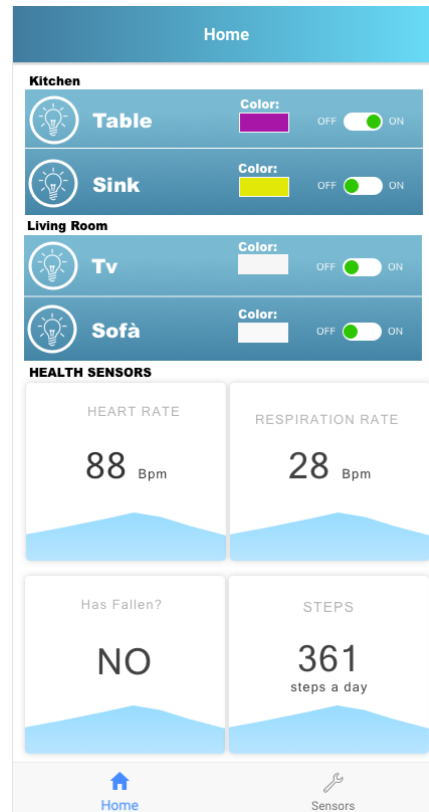 Home
Kitchen
Table
Color:
OFF ON
Sink
Color:
OFF ON
Living Room
Tv
Color:
OFF ON
Sofà
Color:
OFF ON
HEALTH SENSORS
HEART RATE
88 Bpm
RESPIRATION RATE
28 Bpm
Has Fallen?
NO
STEPS
361
steps a day
Home
Sensors